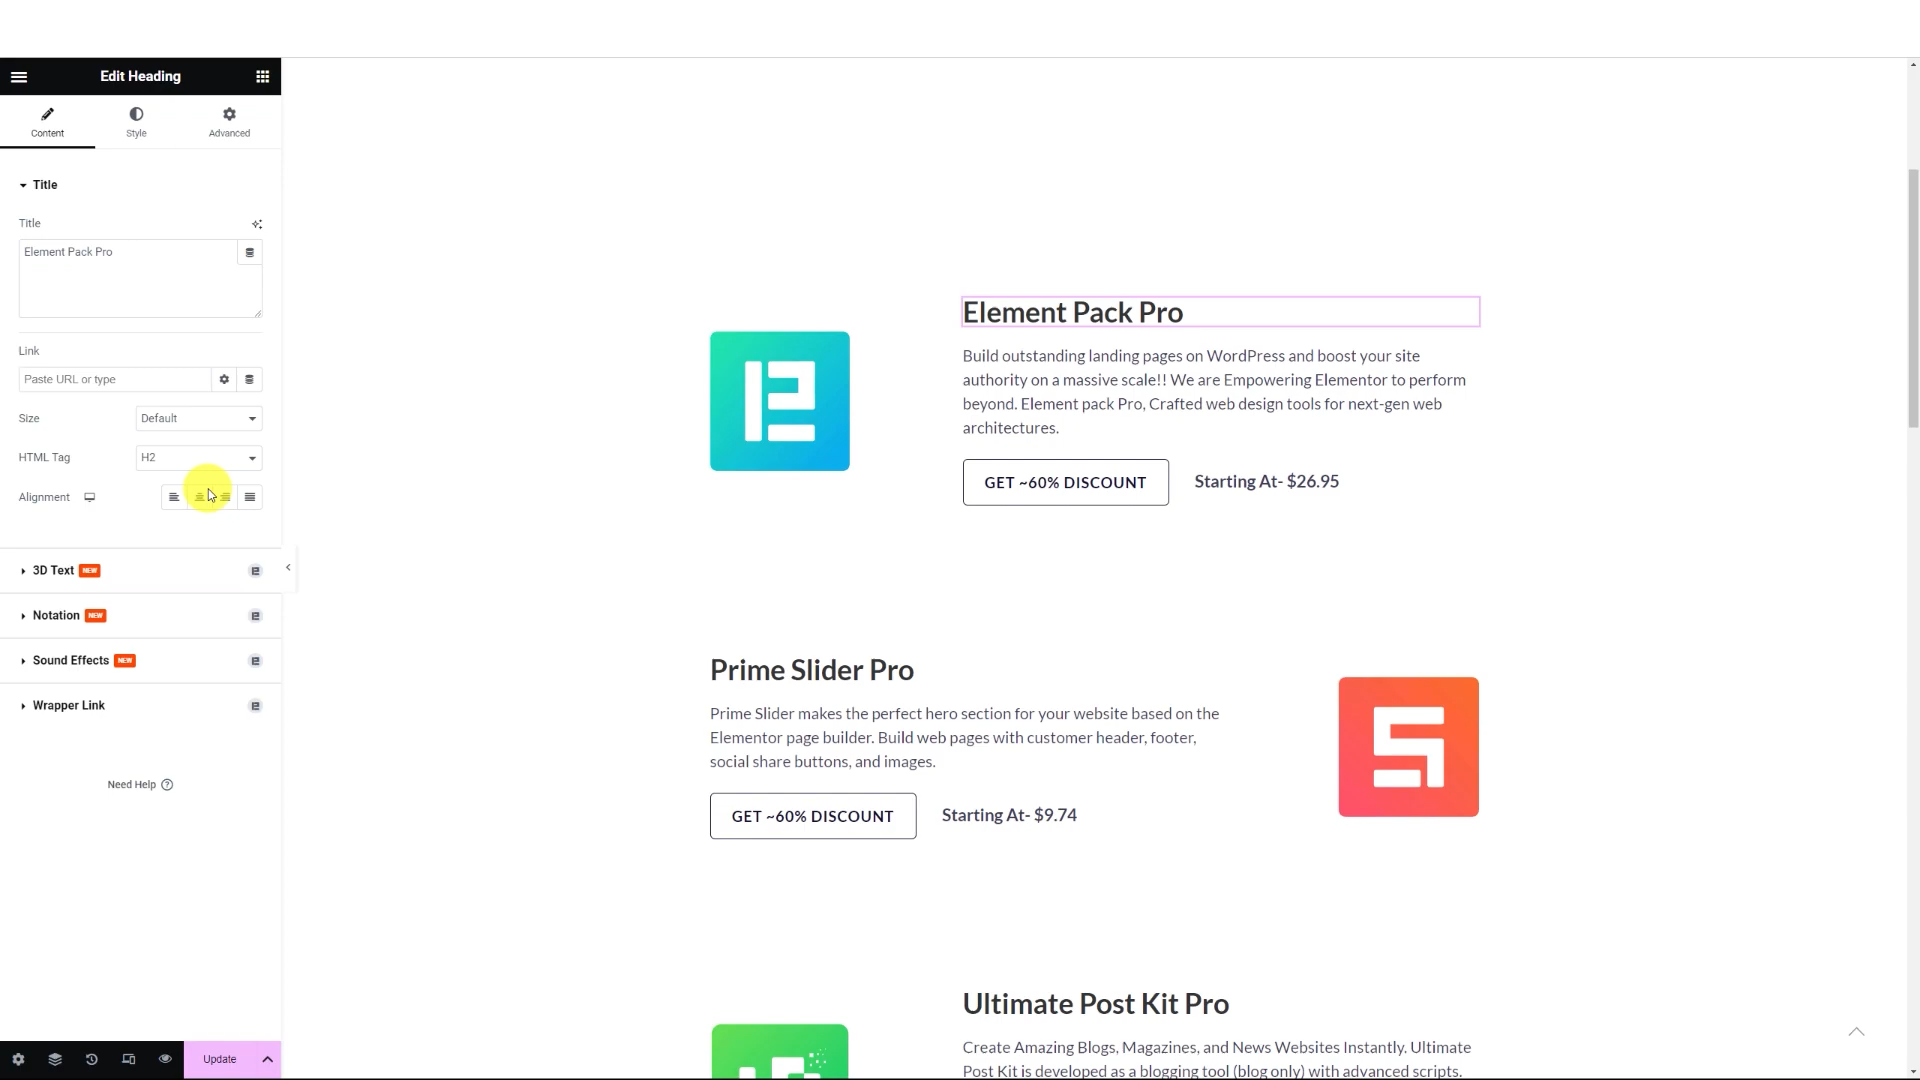 Edit Heading
Content
Style
Advanced
Title
Title
Element Pack Pro
Link
Paste URL or type
Size
Default
HTML Tag
H2
Alignment
3D Text NEW
Notation NEW
Sound Effects NEW
Wrapper Link
Need Help
Update
Element Pack Pro
Build outstanding landing pages on WordPress and boost your site
authority on a massive scale!! We are Empowering Elementor to perform
beyond. Element pack Pro, Crafted web design tools for next-gen web
architectures.
GET ~60% DISCOUNT
Starting At- $26.95
Prime Slider Pro
Prime Slider makes the perfect hero section for your website based on the
Elementor page builder. Build web pages with customer header, footer,
social share buttons, and images.
GET ~60% DISCOUNT
Starting At- $9.74
Ultimate Post Kit Pro
Create Amazing Blogs, Magazines, and News Websites Instantly. Ultimate
Post Kit is developed as a blogging tool (blog only) with advanced scripts.